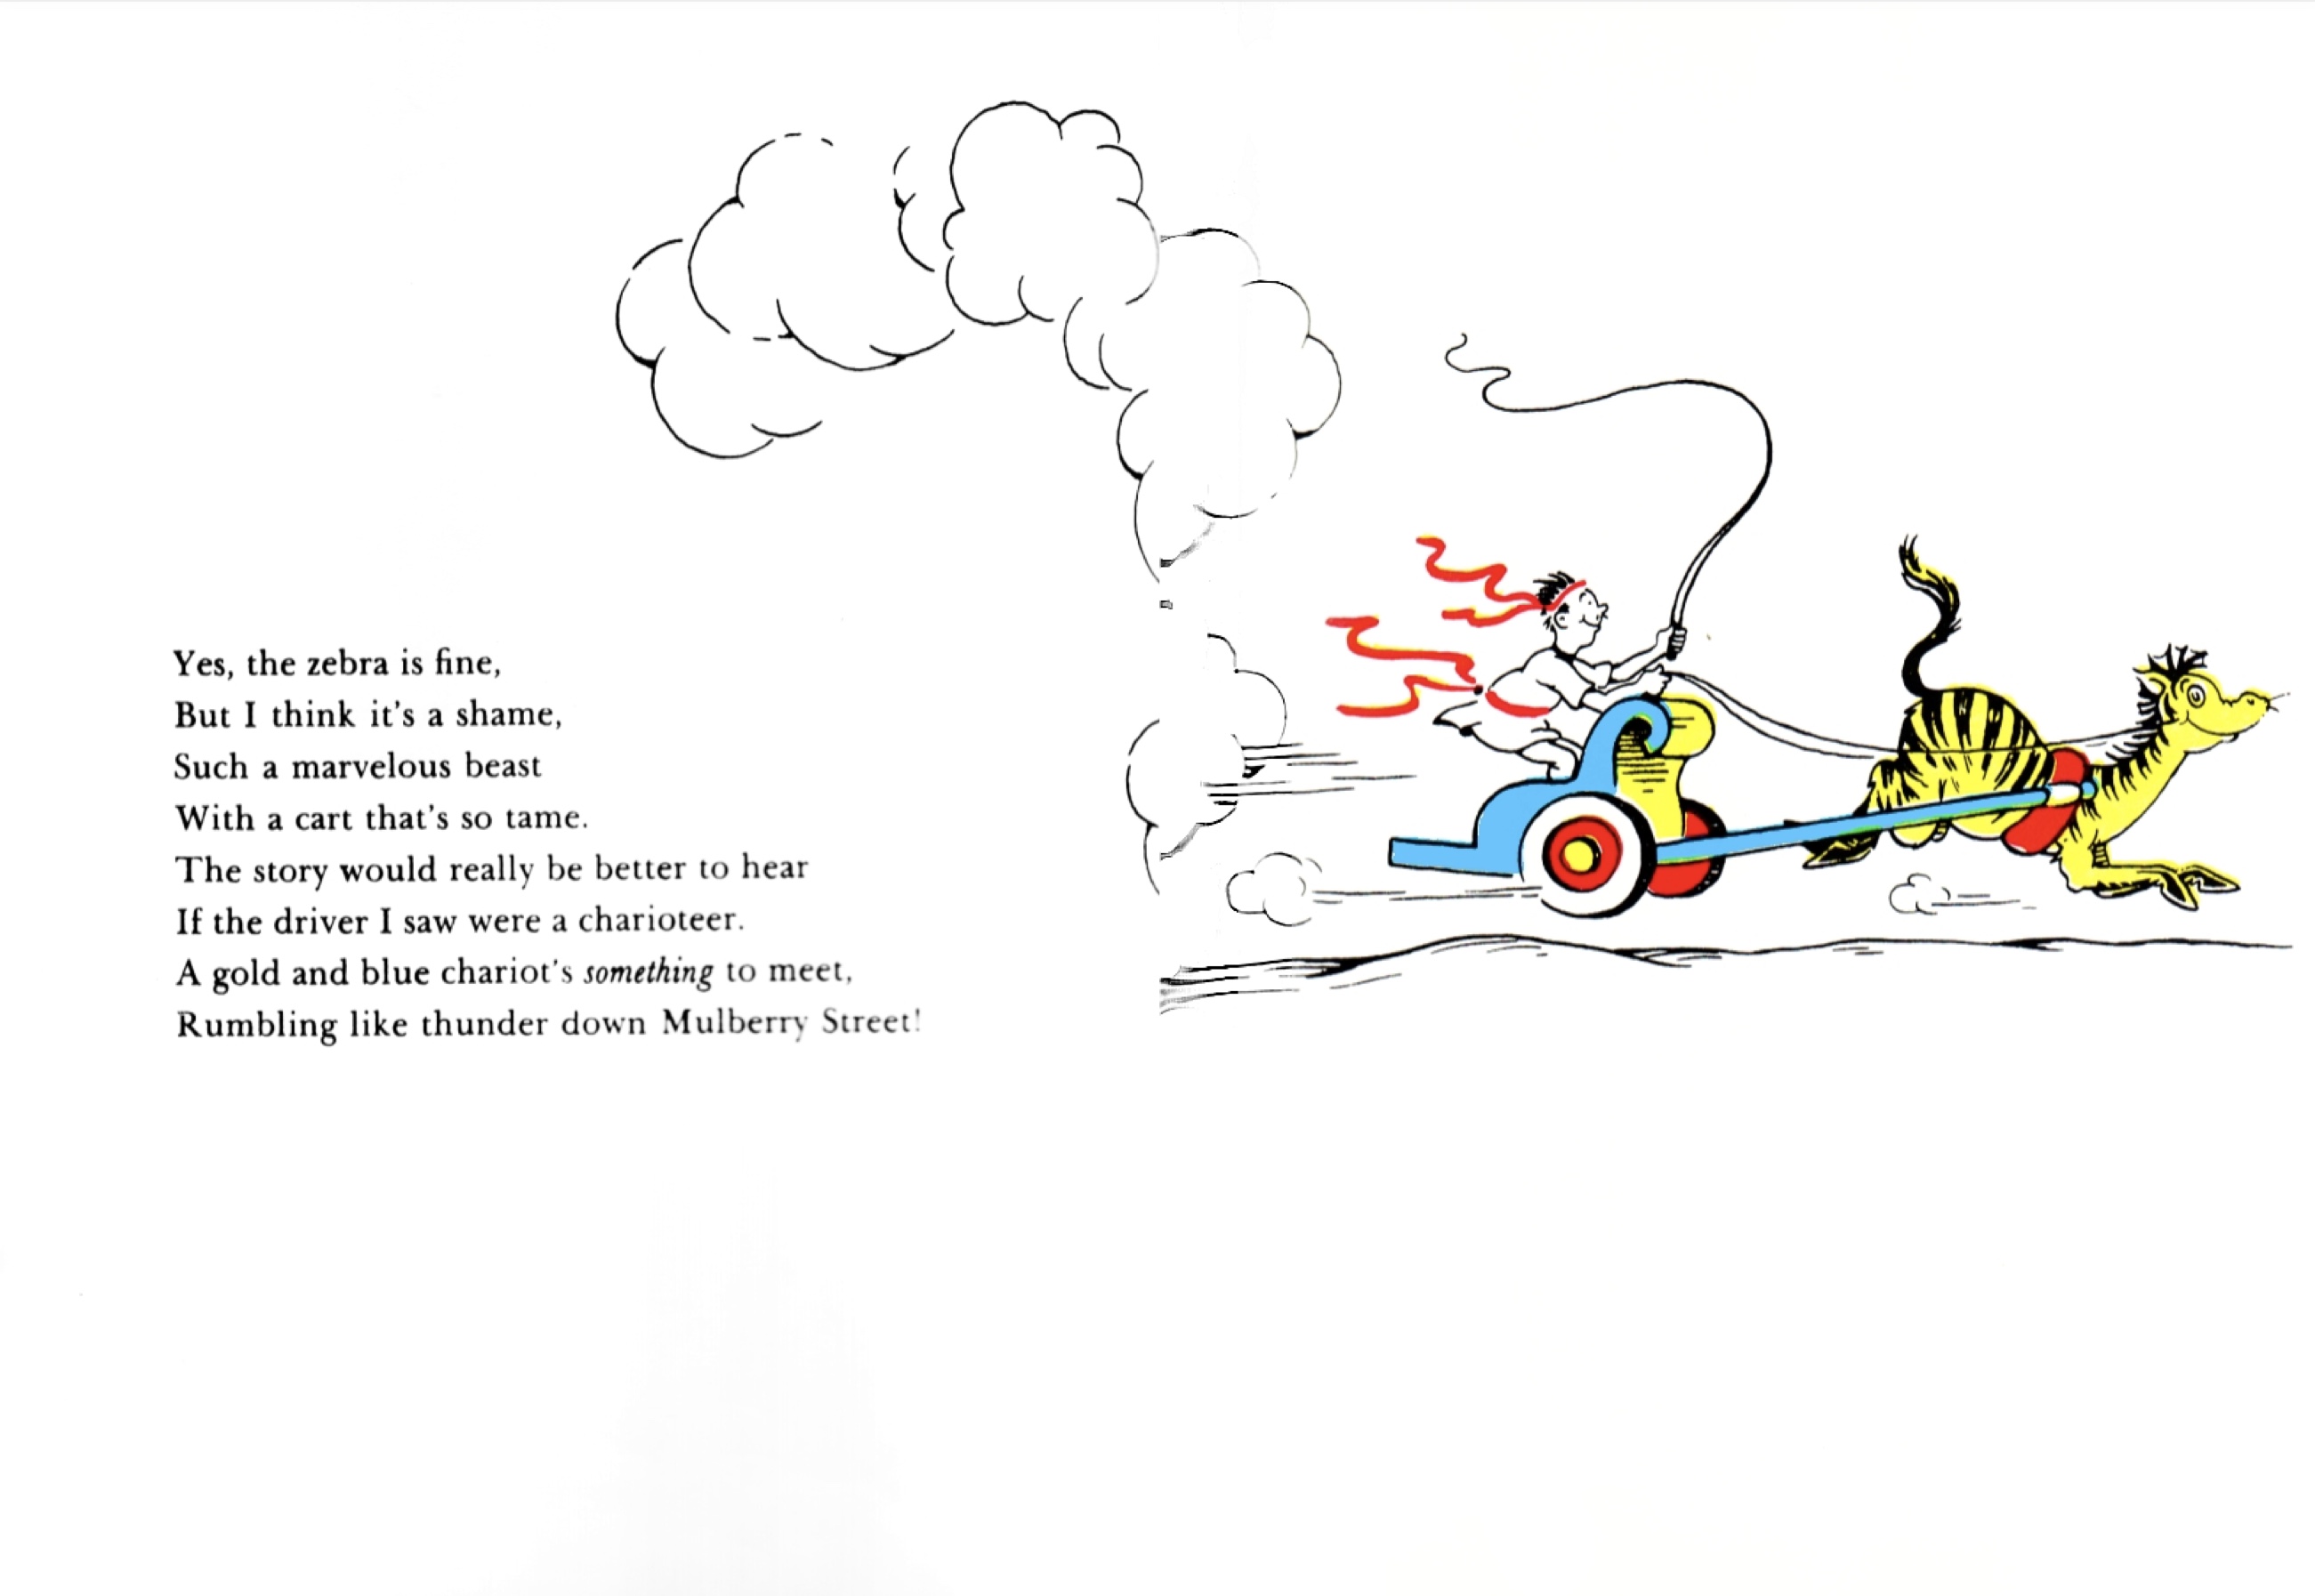 Yes, the zebra is fine,
But I think it's a shame,
Such a marvelous beast
With a cart that's so tame.
The story would really be better to hear
If the driver I saw were a charioteer.
A gold and blue chariot's something to meet,
Rumbling like thunder down Mulberry Street!